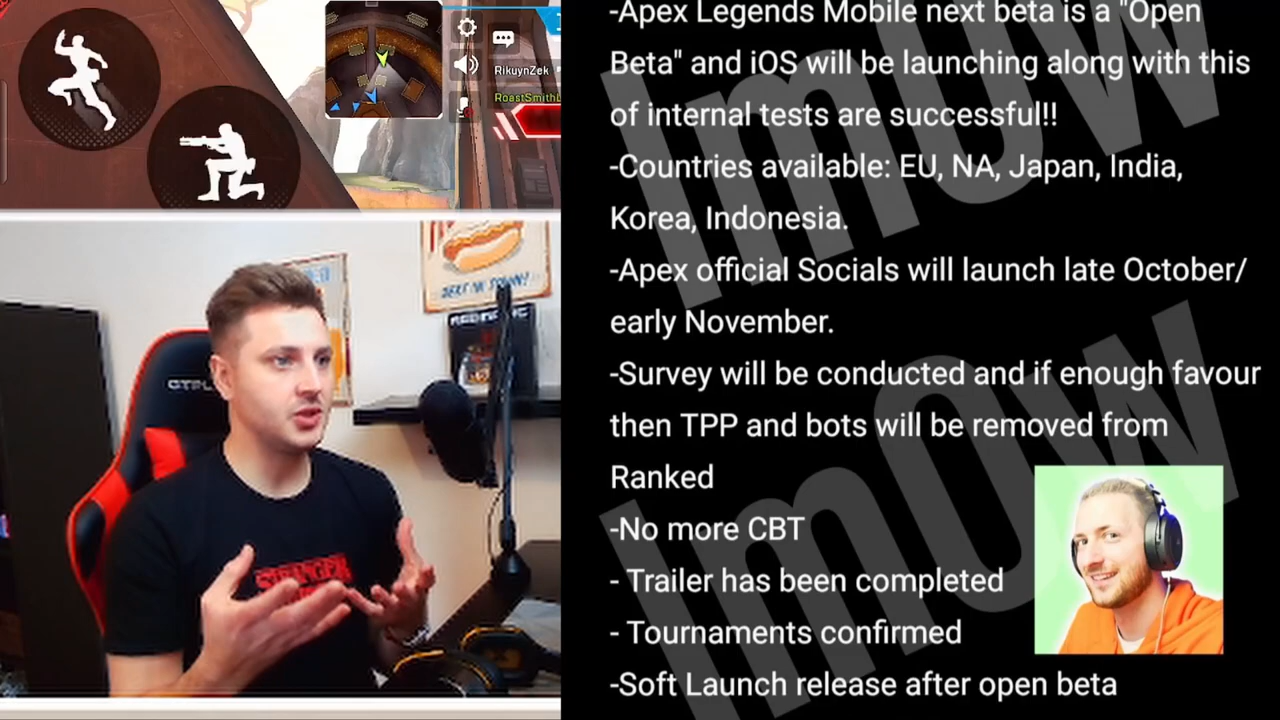 RikuynZek
RoastSmithb
GTPL
STRANGER
-Apex Legends Mobile next beta is a "Open
Beta" and iOS will be launching along with this
of internal tests are successful!!
-Countries available: EU, NA, Japan, India,
Korea, Indonesia.
-Apex official Socials will launch late October/
early November.
-Survey will be conducted and if enough favour
then TPP and bots will be removed from
Ranked
-No more CBT
- Trailer has been completed
- Tournaments confirmed
-Soft Launch release after open beta